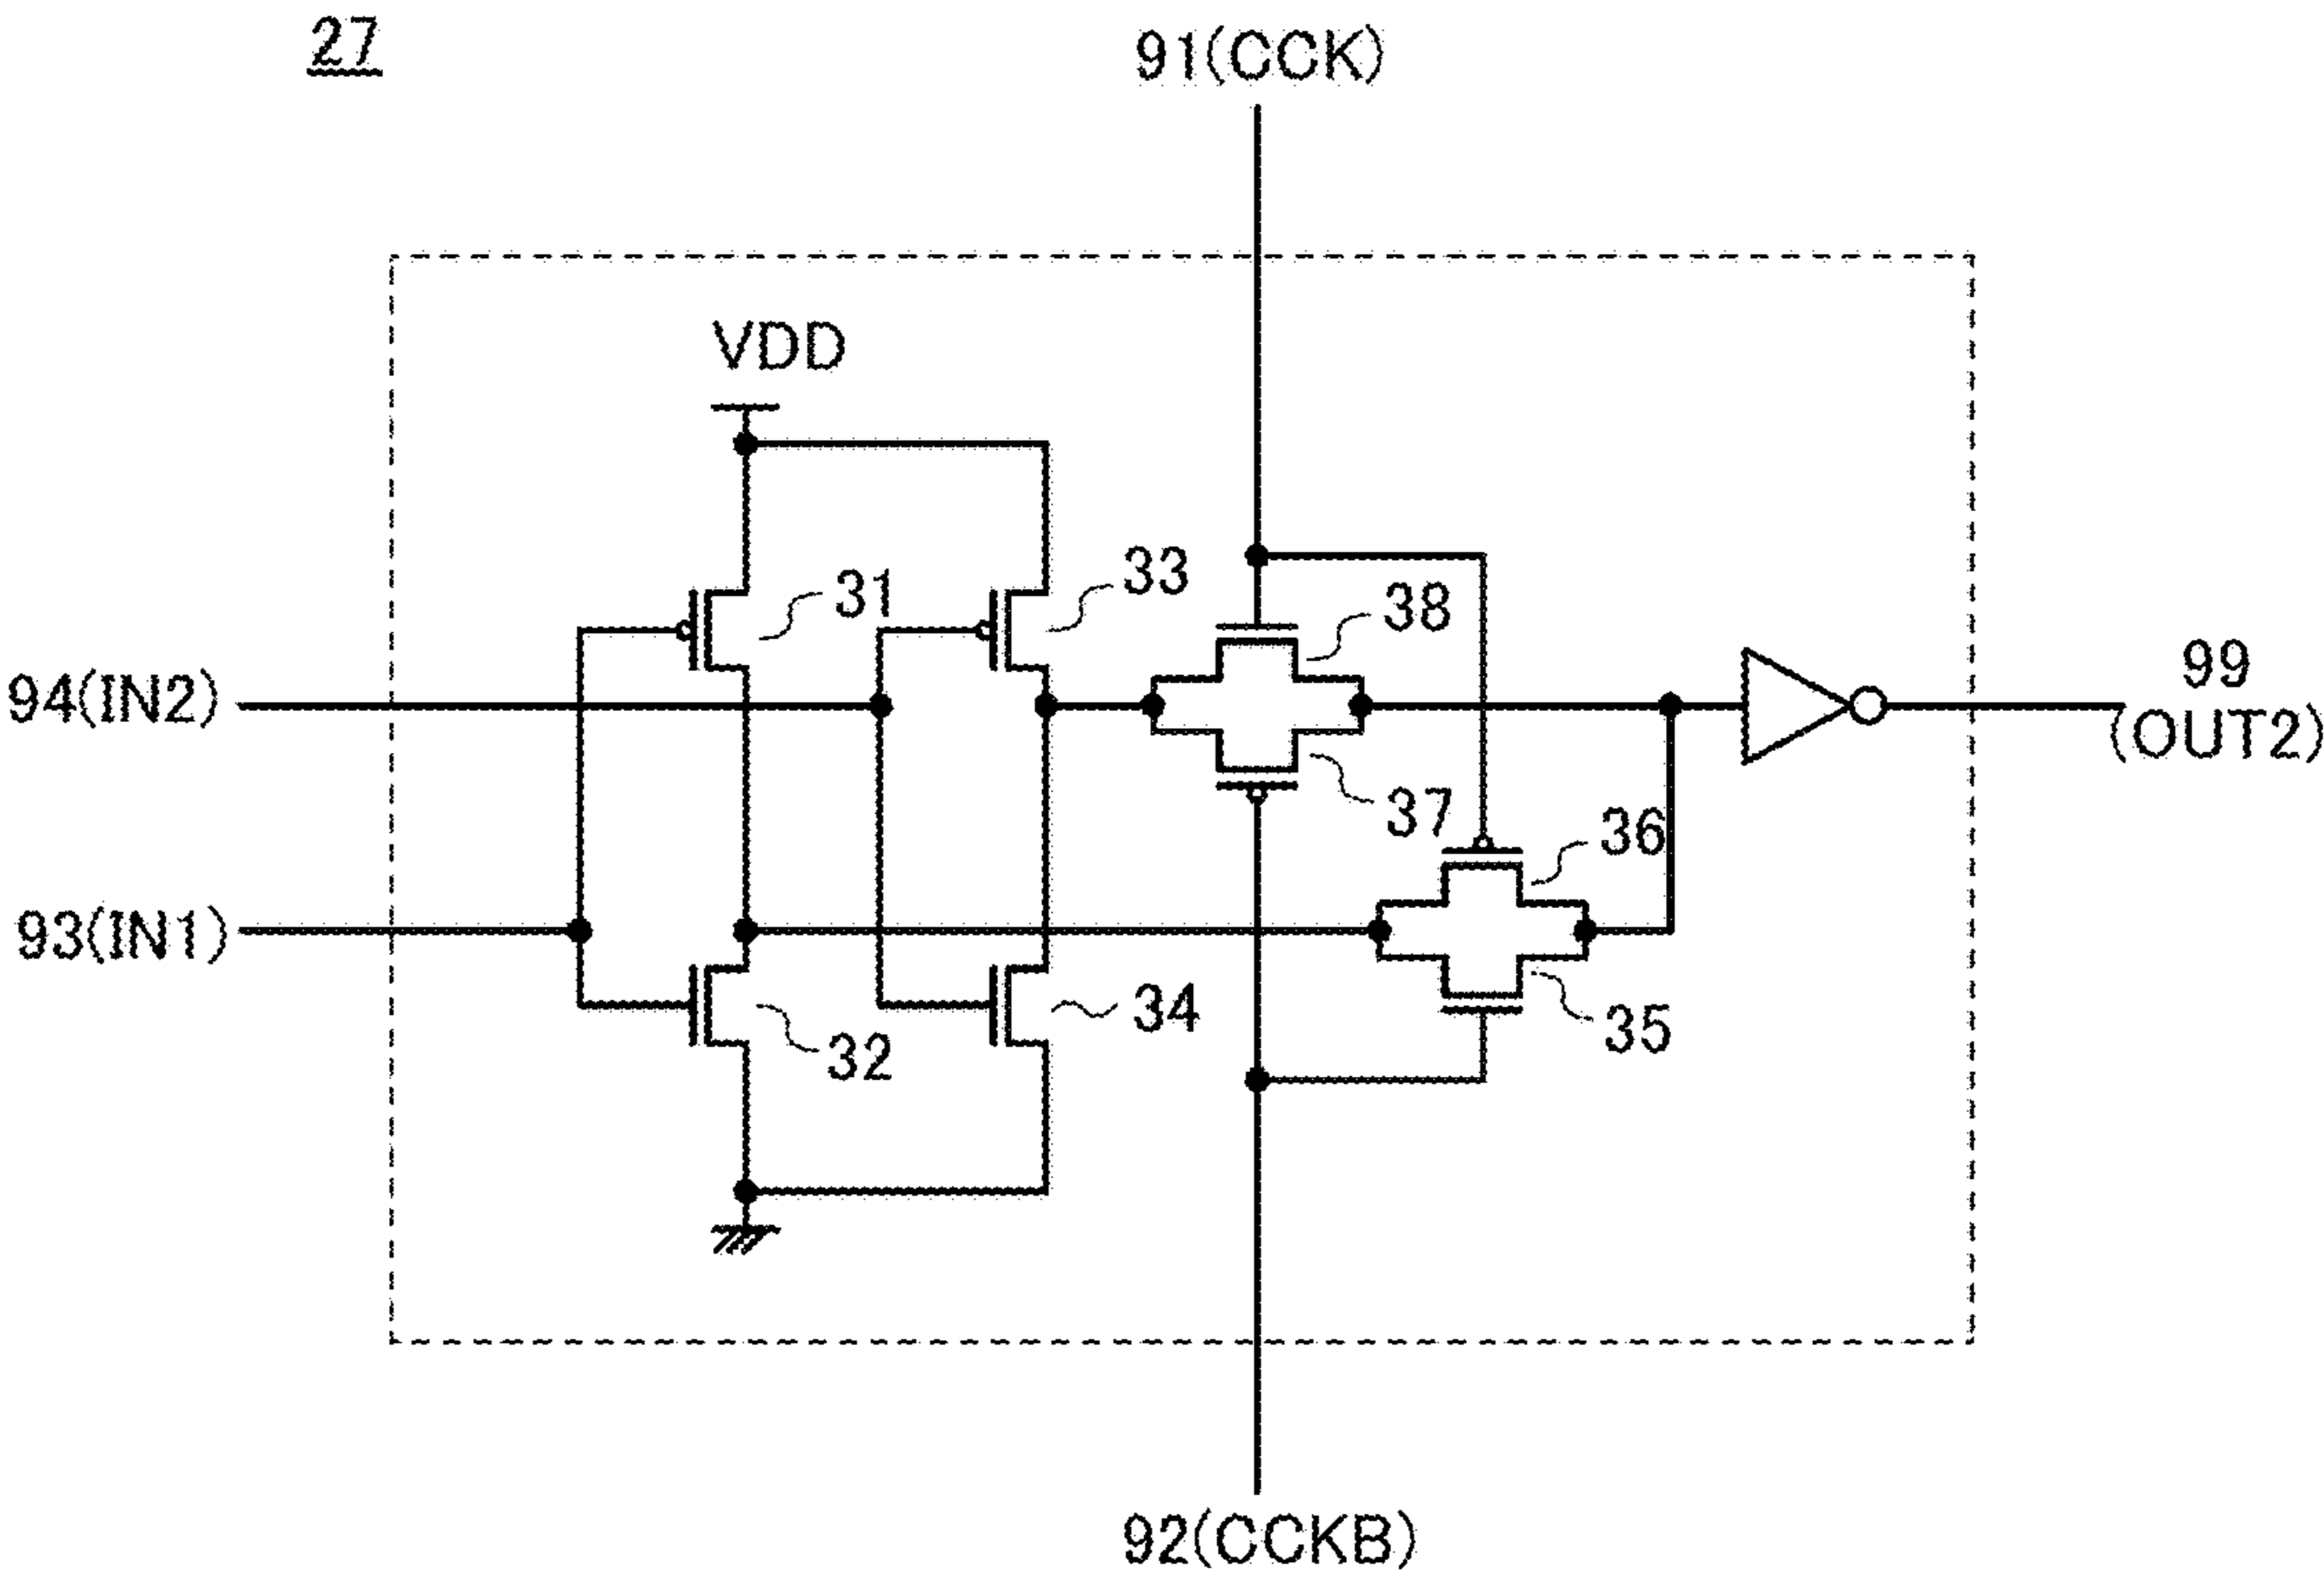 27
91(CCK)
VDD
31
33
38
94(IN2)
99
(OUT2)
37
36
93(IN1)
32
34
35
92(CCKB)